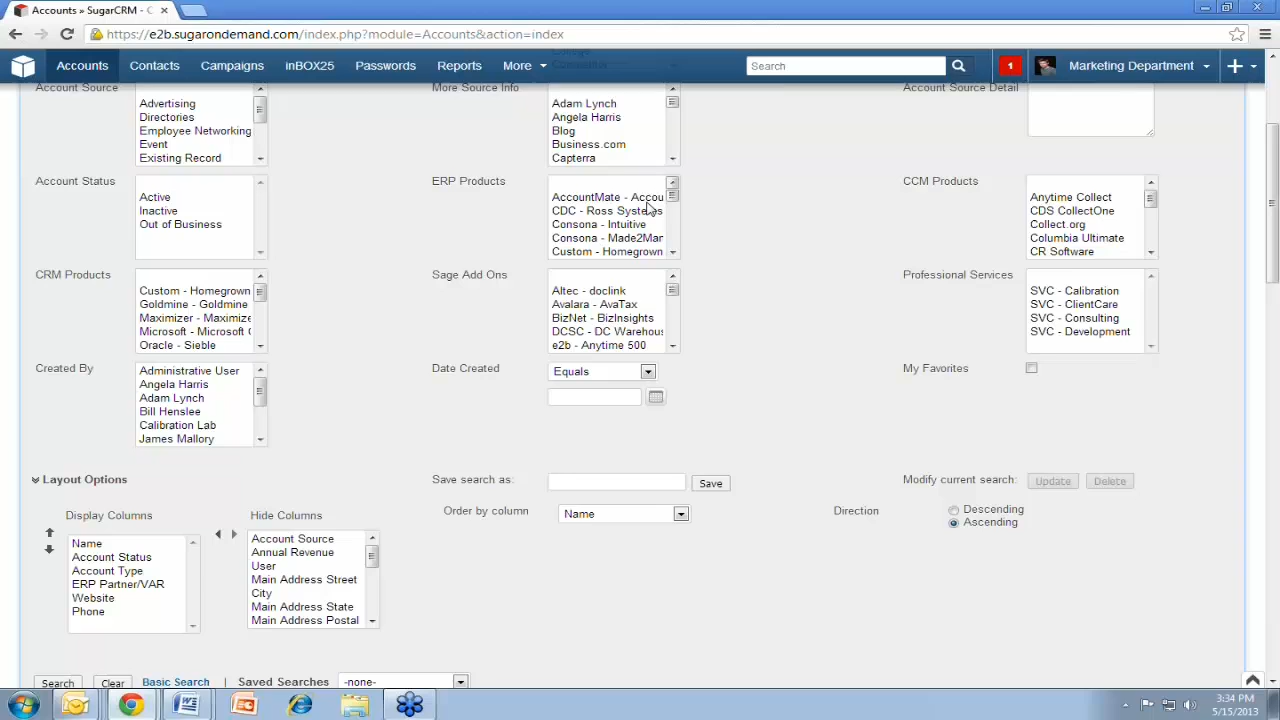 Accounts » SugarCRM - C
https://e2b.sugarondemand.com/index.php?module=Accounts&action=index
Accounts Contacts Campaigns inBOX25 Passwords Reports More Search 1 Marketing Department
Account Source
Advertising
Directories
Employee Networking
Event
Existing Record
More Source Info
Adam Lynch
Angela Harris
Blog
Business.com
Capterra
Account Source Detail
Account Status
Active
Inactive
Out of Business
ERP Products
AccountMate - Accou
CDC - Ross Systems
Consona - Intuitive
Consona - Made2Mar
Custom - Homegrown
CCM Products
Anytime Collect
CDS CollectOne
Collect.org
Columbia Ultimate
CR Software
CRM Products
Custom - Homegrown
Goldmine - Goldmine
Maximizer - Maximize
Microsoft - Microsoft C
Oracle - Sieble
Sage Add Ons
Altec - doclink
Avalara - AvaTax
BizNet - BizInsights
DCSC - DC Warehous
e2b - Anytime 500
Professional Services
SVC - Calibration
SVC - ClientCare
SVC - Consulting
SVC - Development
Created By
Administrative User
Angela Harris
Adam Lynch
Bill Henslee
Calibration Lab
James Mallory
Date Created
Equals
My Favorites
Layout Options
Save search as:
Save
Modify current search:
Update Delete
Display Columns
Name
Account Status
Account Type
ERP Partner/VAR
Website
Phone
Hide Columns
Account Source
Annual Revenue
User
Main Address Street
City
Main Address State
Main Address Postal
Order by column
Name
Direction
Descending
Ascending
Search Clear Basic Search | Saved Searches -none-
3:34 PM
5/15/2013